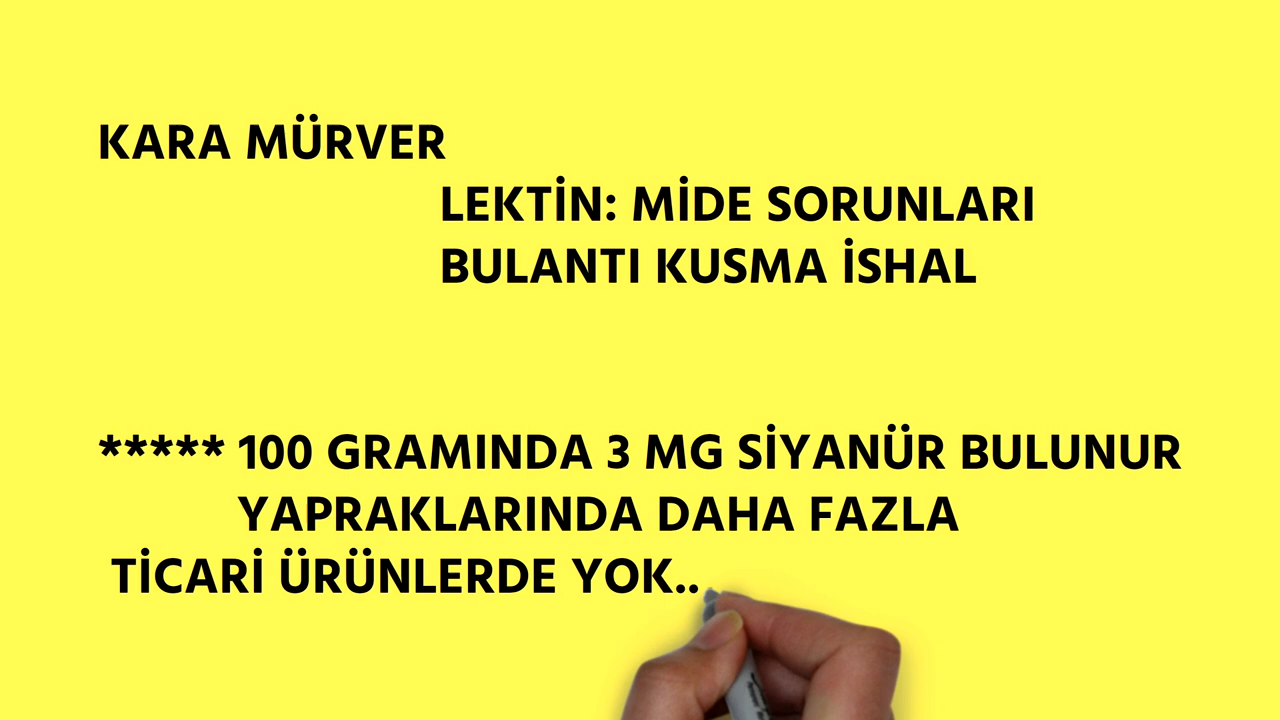 KARA MÜRVER
LEKTİN: MİDE SORUNLARI
BULANTI KUSMA İSHAL
***** 100 GRAMINDA 3 MG SİYANÜR BULUNUR
YAPRAKLARINDA DAHA FAZLA
TİCARİ ÜRÜNLERDE YOK..